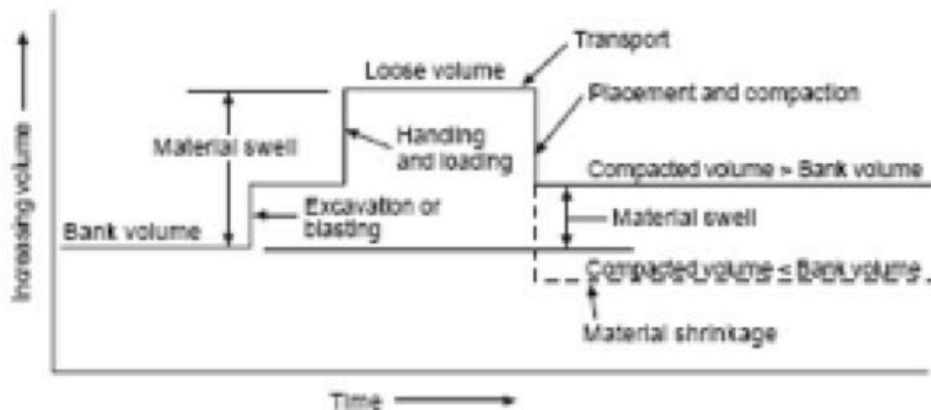 Transport
Loose volume
Placement and compaction
Handing
and loading
Material swell
Compacted volume > Bank volume
Excavation or
blasting
Material swell
Bank volume
Compacted volume < Bank volume
Material shrinkage
Increasing volume
Time